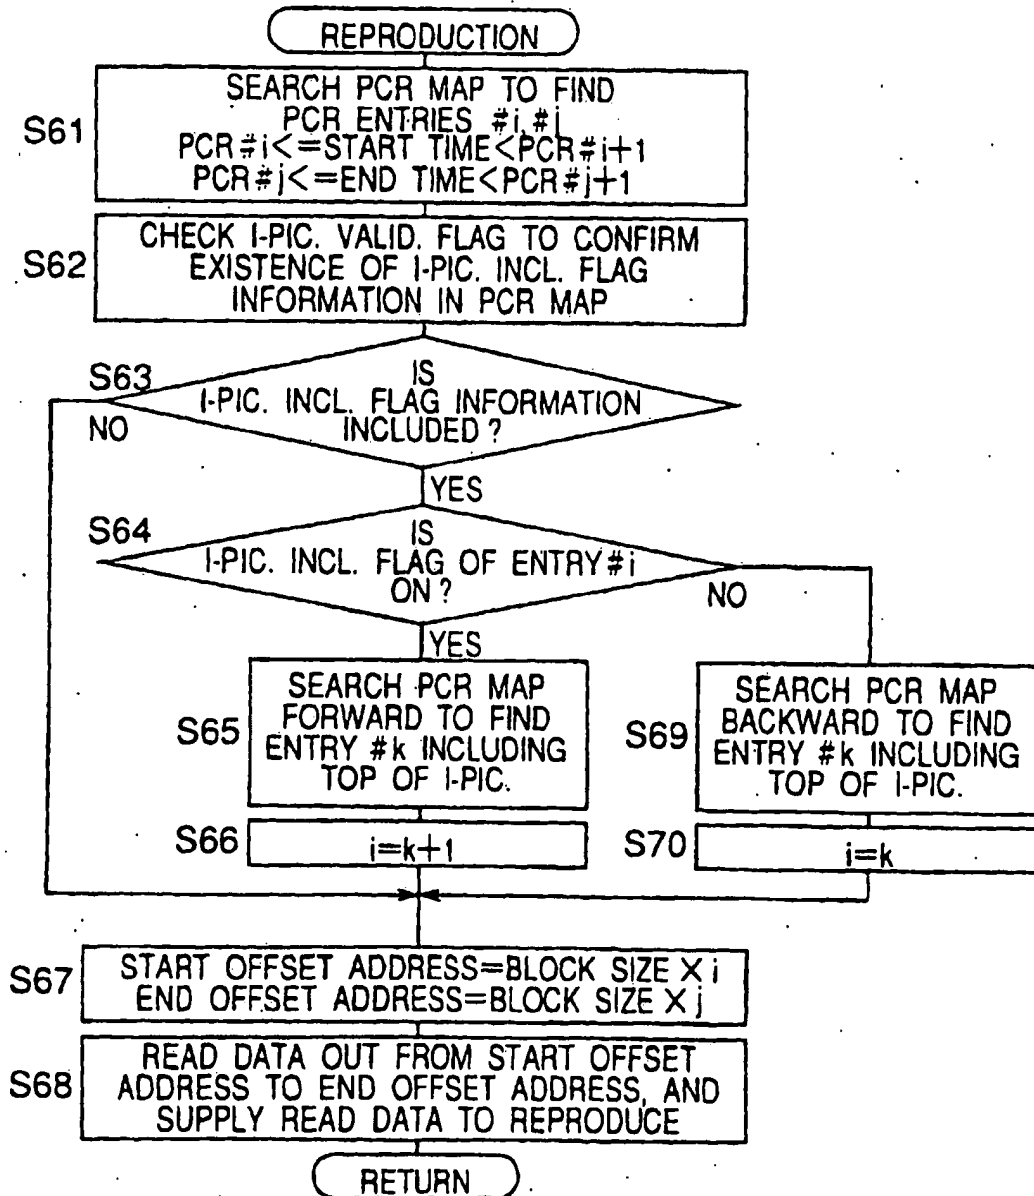 REPRODUCTION
S61
SEARCH PCR MAP TO FIND
PCR ENTRIES #i, #j
PCR#i<=START TIME<PCR#i+1
PCR#j<=END TIME<PCR#j+1
S62
CHECK I-PIC. VALID. FLAG TO CONFIRM
EXISTENCE OF I-PIC. INCL. FLAG
INFORMATION IN PCR MAP
S63
IS
I-PIC. INCL. FLAG INFORMATION
INCLUDED?
NO
YES
S64
IS
I-PIC. INCL. FLAG OF ENTRY#i
ON?
NO
YES
S65
SEARCH PCR MAP
FORWARD TO FIND
ENTRY #k INCLUDING
TOP OF I-PIC.
S69
SEARCH PCR MAP
BACKWARD TO FIND
ENTRY #k INCLUDING
TOP OF I-PIC.
S66
i=k+1
S70
i=k
S67
START OFFSET ADDRESS=BLOCK SIZE X i
END OFFSET ADDRESS=BLOCK SIZE X j
S68
READ DATA OUT FROM START OFFSET
ADDRESS TO END OFFSET ADDRESS, AND
SUPPLY READ DATA TO REPRODUCE
RETURN